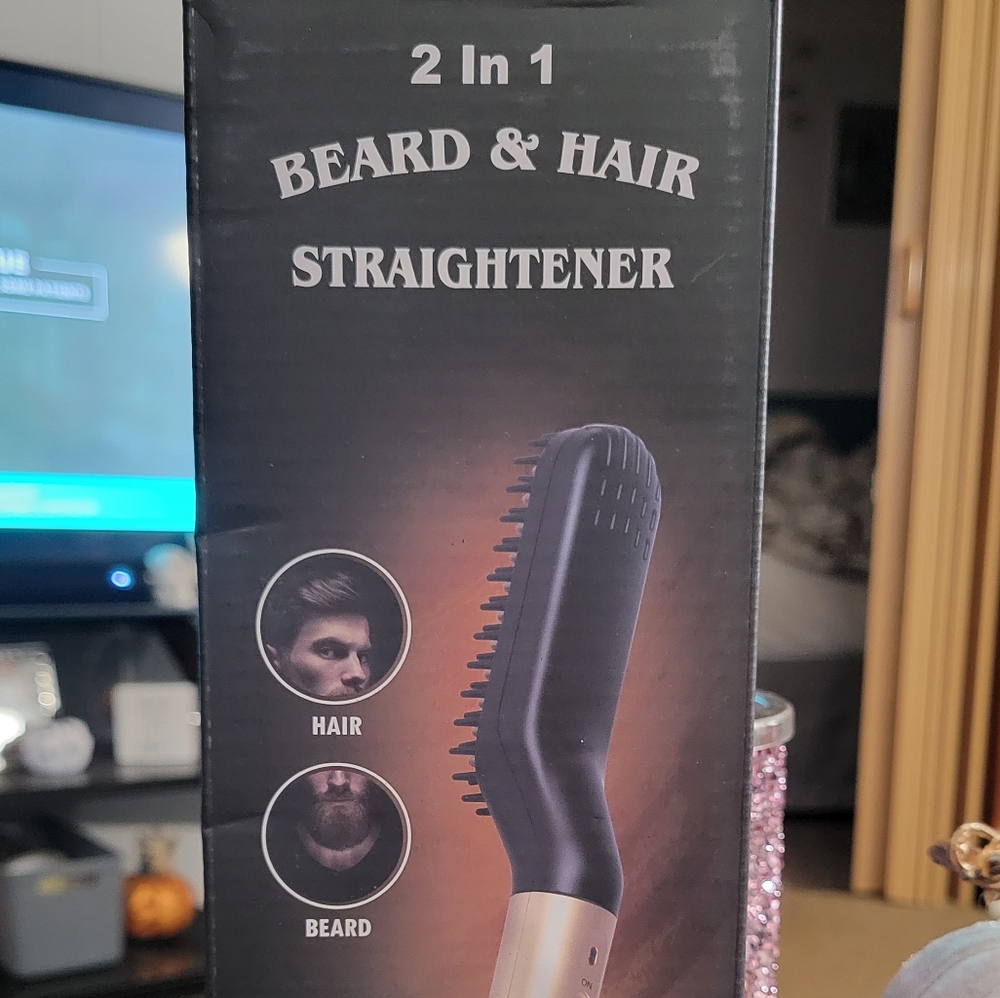 2 In 1
BEARD & HAIR
STRAIGHTENER
HAIR
BEARD
ON